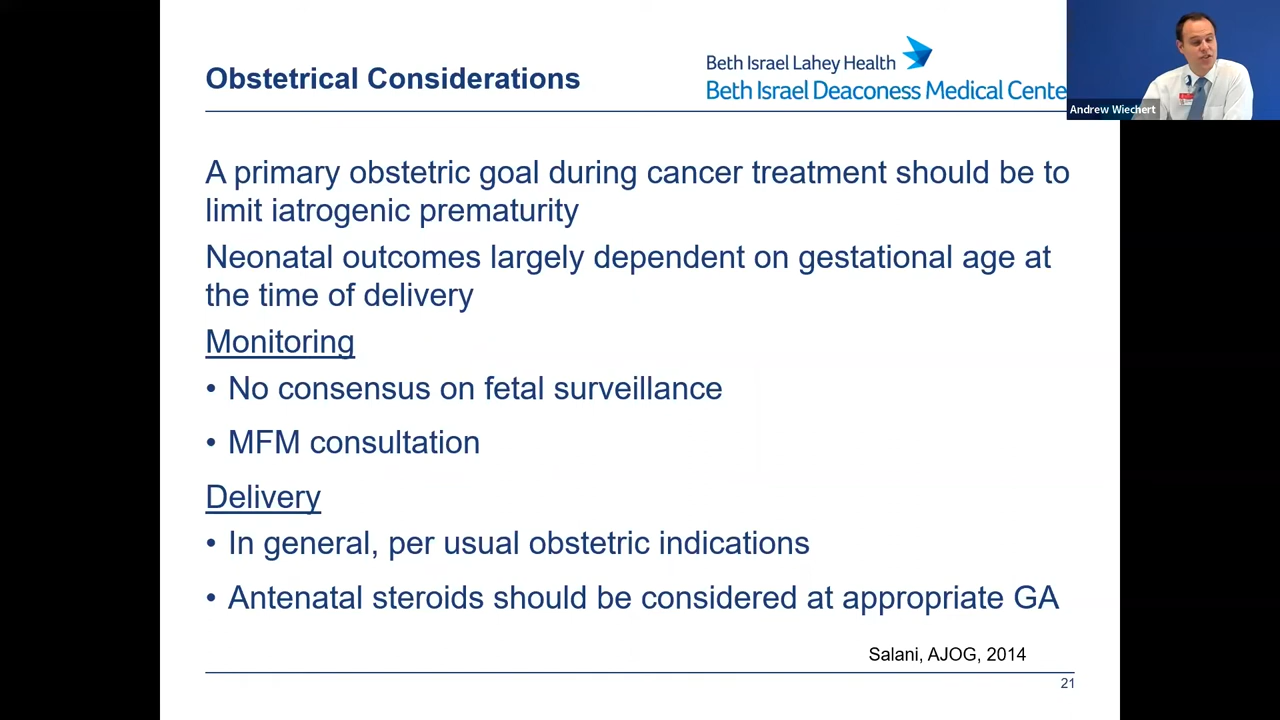 Obstetrical Considerations
Beth Israel Lahey Health
Beth Israel Deaconess Medical Cente
Andrew Wiechert
A primary obstetric goal during cancer treatment should be to
limit iatrogenic prematurity
Neonatal outcomes largely dependent on gestational age at
the time of delivery
Monitoring
• No consensus on fetal surveillance
• MFM consultation
Delivery
• In general, per usual obstetric indications
• Antenatal steroids should be considered at appropriate GA
Salani, AJOG, 2014
21